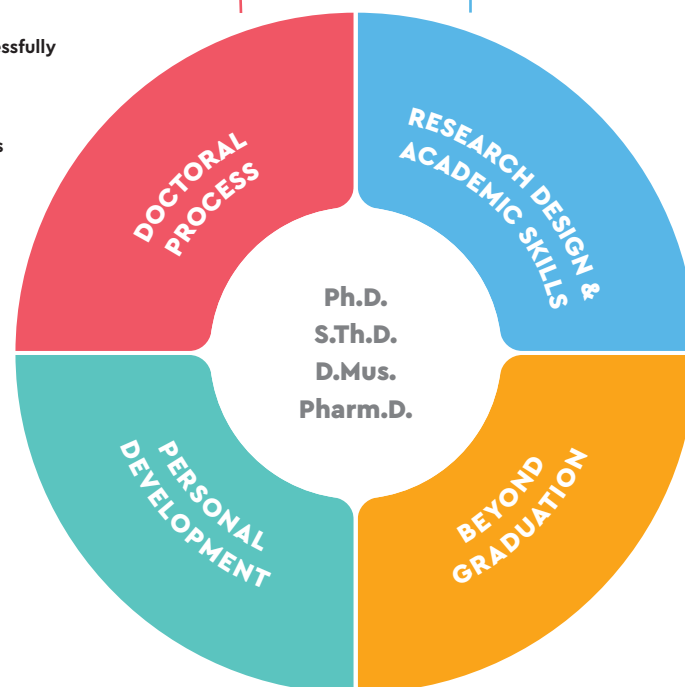 DOCTORAL
PROCESS
RESEARCH DESIGN &
ACADEMIC SKILLS
Ph.D.
S.Th.D.
D.Mus.
Pharm.D.
PERSONAL
DEVELOPMENT
BEYOND
GRADUATION